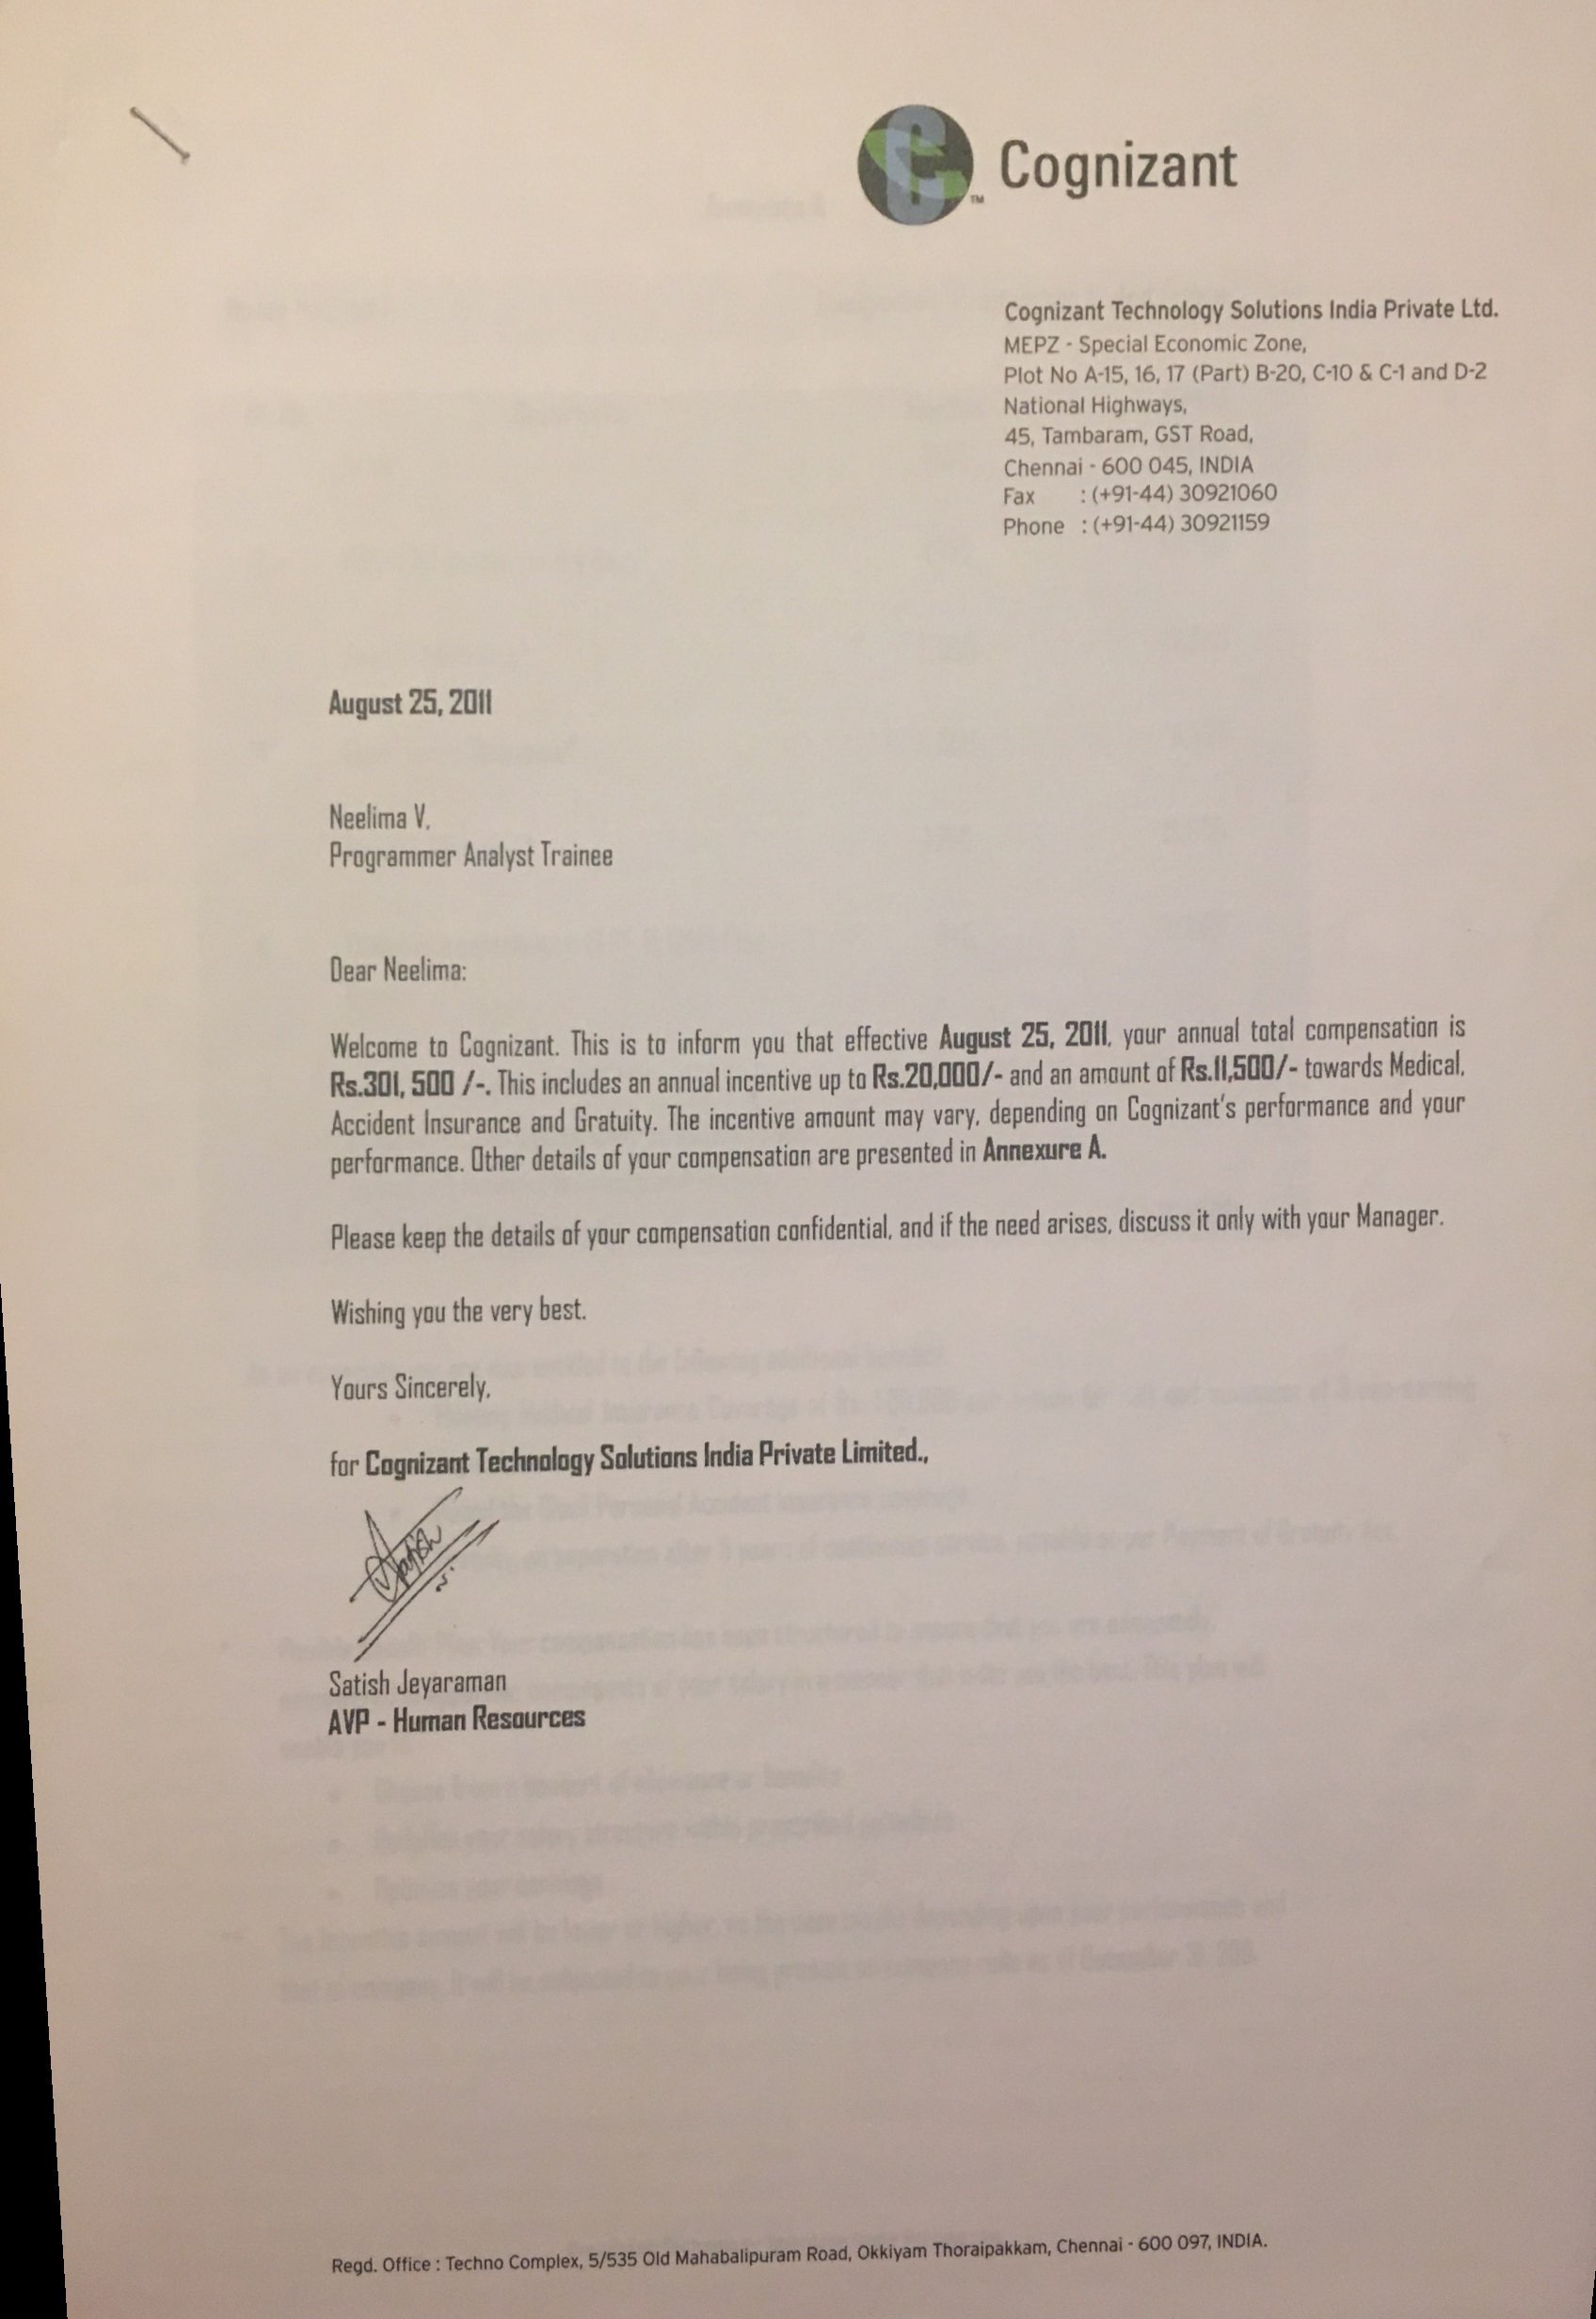 Cognizant
TM
Cognizant Technology Solutions India Private Ltd.
MEPZ - Special Economic Zone,
Plot No A-15, 16, 17 (Part) B-20, C-10 & C-1 and D-2
National Highways,
45, Tambaram, GST Road,
Chennai - 600 045, INDIA
Fax : (+91-44) 30921060
Phone : (+91-44) 30921159
August 25, 2011
Neelima V,
Programmer Analyst Trainee
Dear Neelima:
Welcome to Cognizant. This is to inform you that effective August 25, 2011, your annual total compensation is
Rs.301, 500 /-. This includes an annual incentive up to Rs.20,000/- and an amount of Rs.11,500/- towards Medical,
Accident Insurance and Gratuity. The incentive amount may vary, depending on Cognizant's performance and your
performance. Other details of your compensation are presented in Annexure A.
Please keep the details of your compensation confidential, and if the need arises, discuss it only with your Manager.
Wishing you the very best.
Yours Sincerely,
for Cognizant Technology Solutions India Private Limited.,
Satish
Satish Jeyaraman
AVP - Human Resources
Regd. Office : Techno Complex, 5/535 Old Mahabalipuram Road, Okkiyam Thoraipakkam, Chennai - 600 097, INDIA.